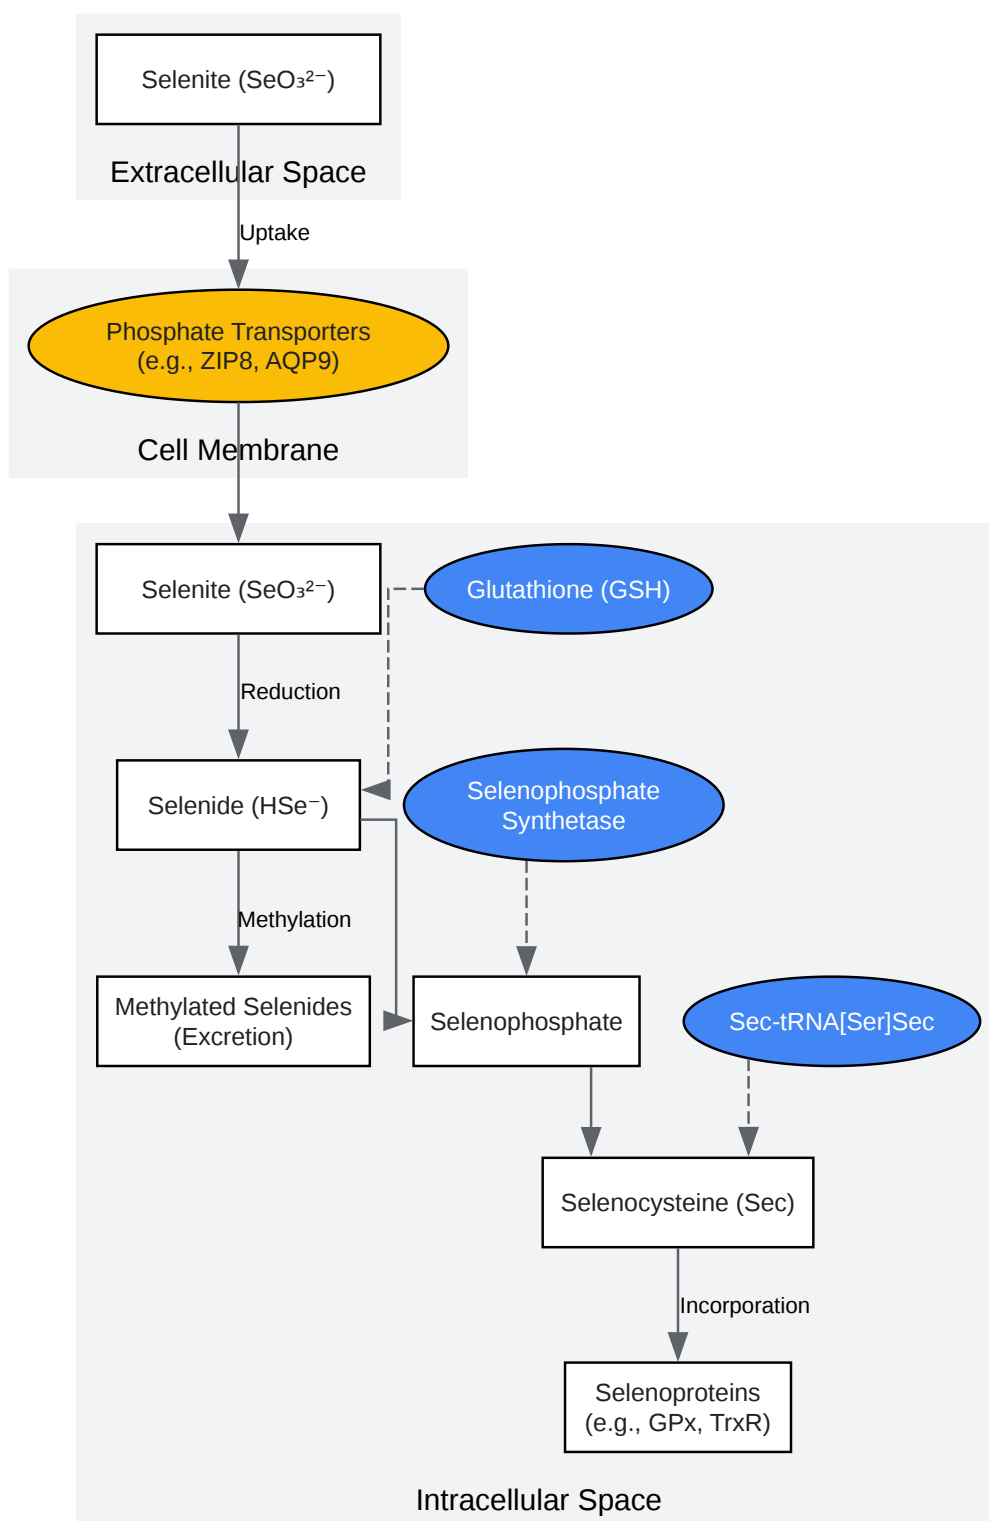 Selenite (SeO₃²⁻)
Extracellular Space
Uptake
Phosphate Transporters
(e.g., ZIP8, AQP9)
Cell Membrane
Selenite (SeO₃²⁻)
Glutathione (GSH)
Reduction
Selenide (HSe⁻)
Selenophosphate
Synthetase
Methylation
Methylated Selenides
(Excretion)
Selenophosphate
Sec-tRNA[Ser]Sec
Selenocysteine (Sec)
Incorporation
Selenoproteins
(e.g., GPx, TrxR)
Intracellular Space